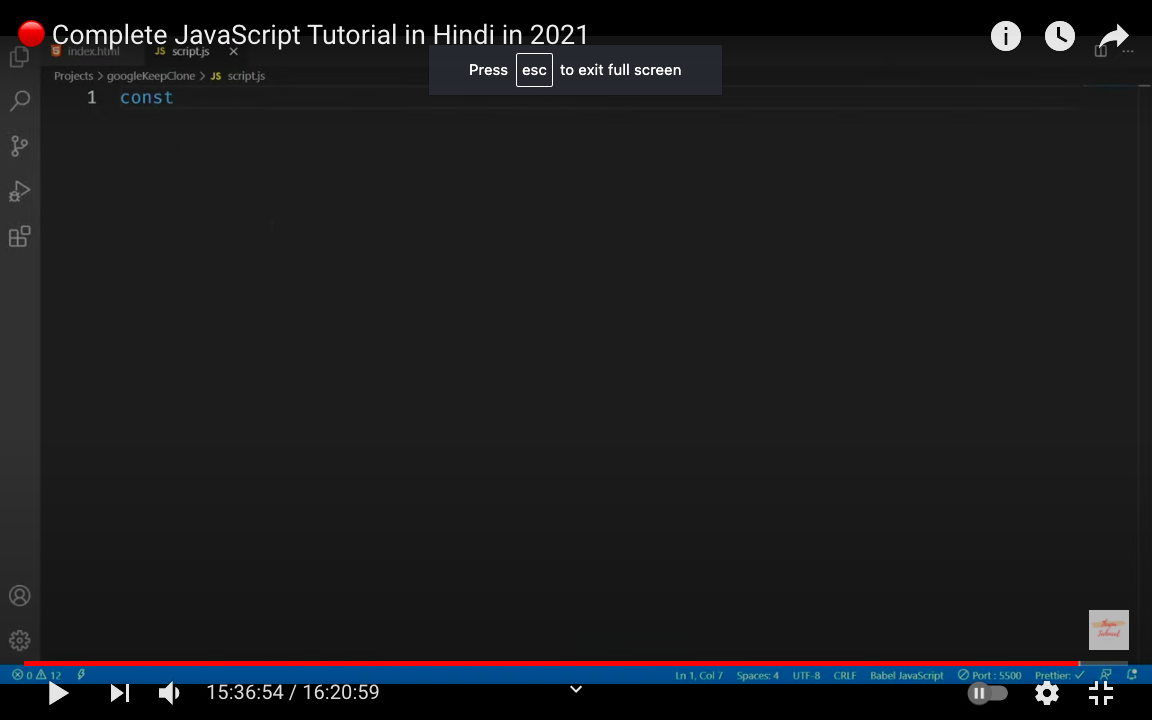 Complete JavaScript Tutorial in Hindi in 2021
index.html
JS script.js
Press esc to exit full screen
Projects > googleKeepClone > JS script.js
1 const
0 12
Ln 1, Col 7 Spaces: 4 UTF-8 CRLF Babel JavaScript Port : 5500 Prettier: ✓
15:36:54 / 16:20:59